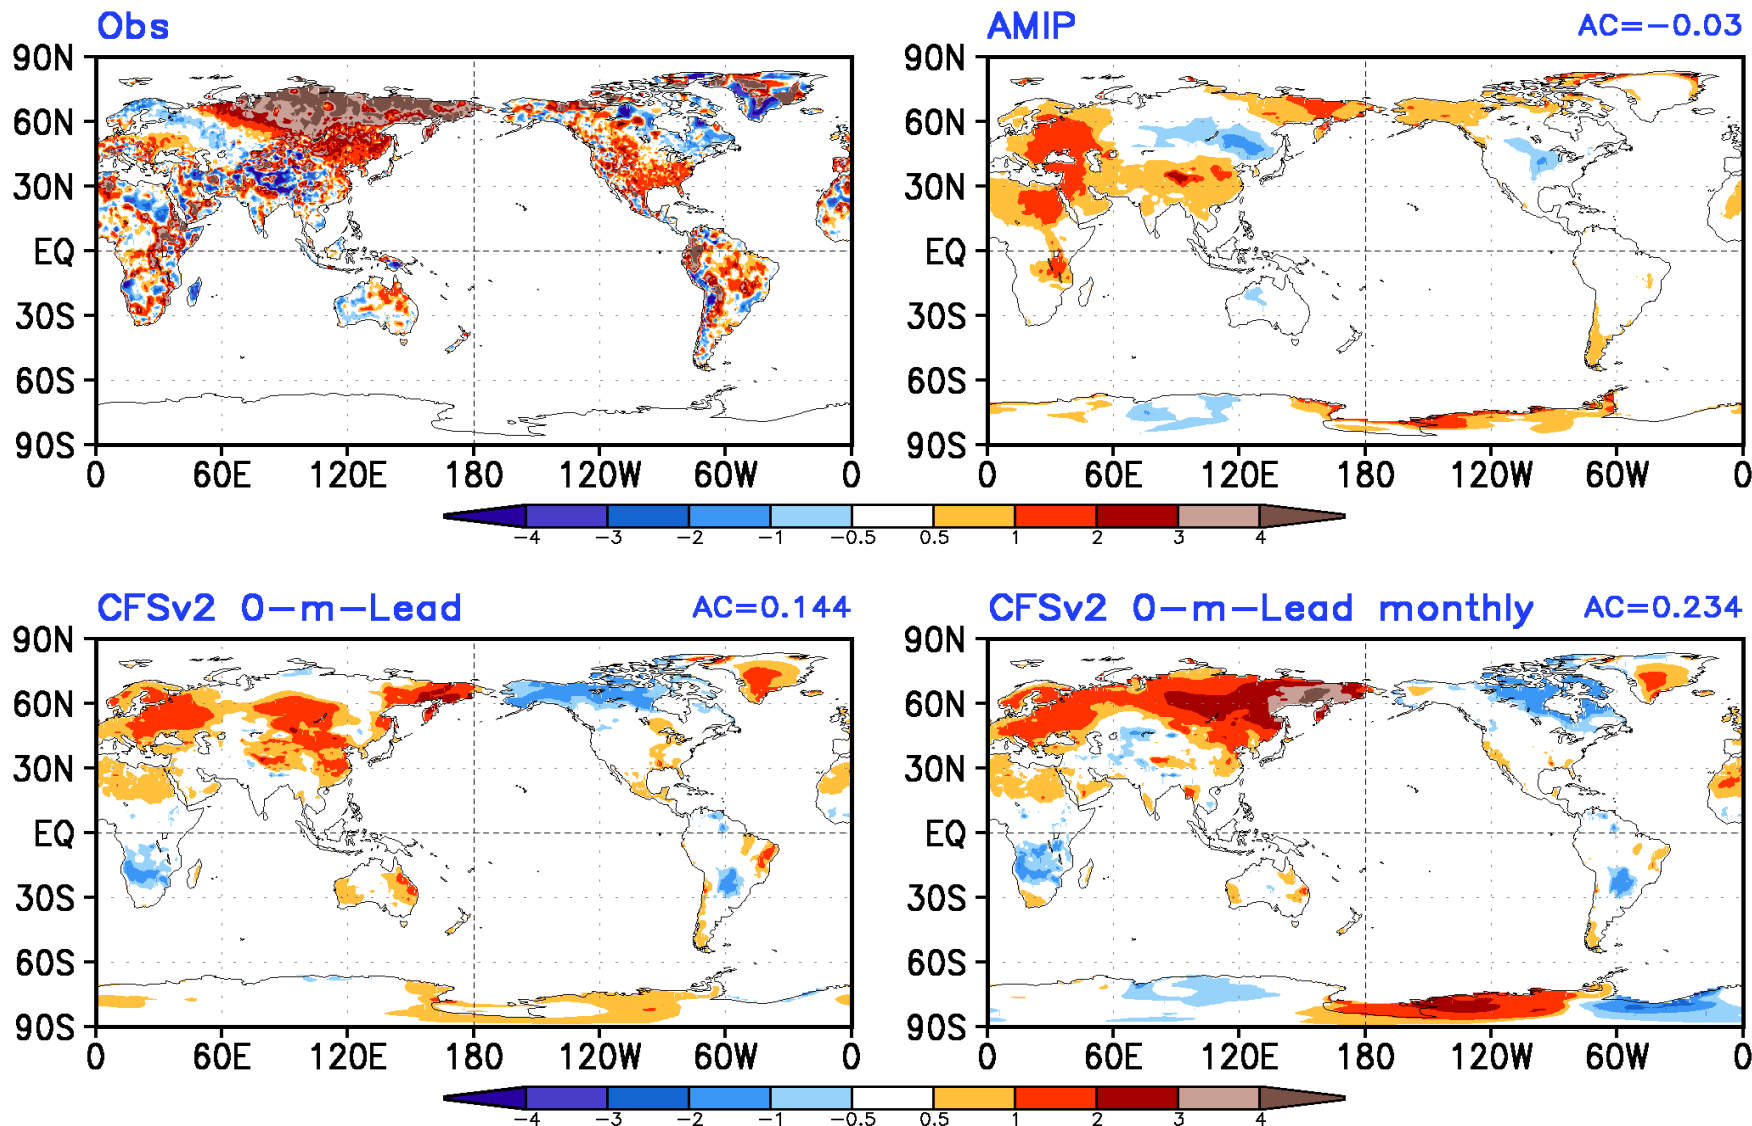 Obs
AMIP AC=-0.03
90N 90N
60N 60N
30N 30N
EQ EQ
30S 30S
60S 60S
90S 90S
0 60E 120E 180 120W 60W 0 0 60E 120E 180 120W 60W 0
-4 -3 -2 -1 -0.5 0.5 1 2 3 4
CFSv2 0-m-Lead AC=0.144
CFSv2 0-m-Lead monthly AC=0.234
90N 90N
60N 60N
30N 30N
EQ EQ
30S 30S
60S 60S
90S 90S
0 60E 120E 180 120W 60W 0 0 60E 120E 180 120W 60W 0
-4 -3 -2 -1 -0.5 0.5 1 2 3 4